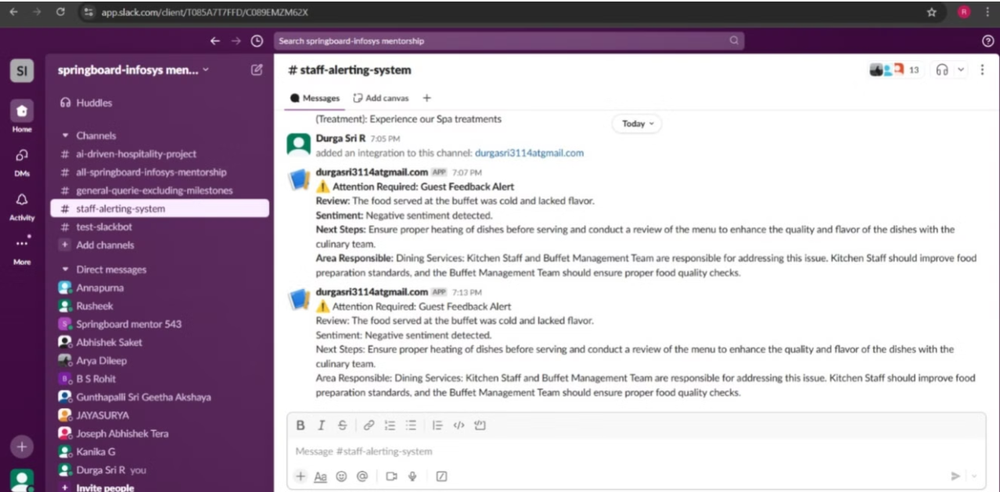 app.slack.com/client/T085A7T7FFD/C089EMZM62X
R
Search springboard-infosys mentorship
SI
springboard-infosys men...
Home
DMs
Activity
More
Huddles
Channels
# ai-driven-hospitality-project
# all-springboard-infosys-mentorship
# general-querie-excluding-milestones
# staff-alerting-system
# test-slackbot
+ Add channels
Direct messages
Annapurna
Rusheek
S Springboard mentor 543
Abhishek Saket
Arya Dileep
B B S Rohit
Gunthapalli Sri Geetha Akshaya
JAYASURYA
Joseph Abhishek Tera
Kanika G
Durga Sri R you
+ Invite people
# staff-alerting-system
13
Messages
Add canvas
+
(Treatment): Experience our Spa treatments
Today
Durga Sri R 7:05 PM
added an integration to this channel: durgasri3114atgmail.com
durgasri3114atgmail.com APP 7:07 PM
⚠️ Attention Required: Guest Feedback Alert
Review: The food served at the buffet was cold and lacked flavor.
Sentiment: Negative sentiment detected.
Next Steps: Ensure proper heating of dishes before serving and conduct a review of the menu to enhance the quality and flavor of the dishes with the
culinary team.
Area Responsible: Dining Services: Kitchen Staff and Buffet Management Team are responsible for addressing this issue. Kitchen Staff should improve food
preparation standards, and the Buffet Management Team should ensure proper food quality checks.
durgasri3114atgmail.com APP 7:13 PM
⚠️ Attention Required: Guest Feedback Alert
Review: The food served at the buffet was cold and lacked flavor.
Sentiment: Negative sentiment detected.
Next Steps: Ensure proper heating of dishes before serving and conduct a review of the menu to enhance the quality and flavor of the dishes with the
culinary team.
Area Responsible: Dining Services: Kitchen Staff and Buffet Management Team are responsible for addressing this issue. Kitchen Staff should improve food
preparation standards, and the Buffet Management Team should ensure proper food quality checks.
B I S
Message #staff-alerting-system
+ Aa @